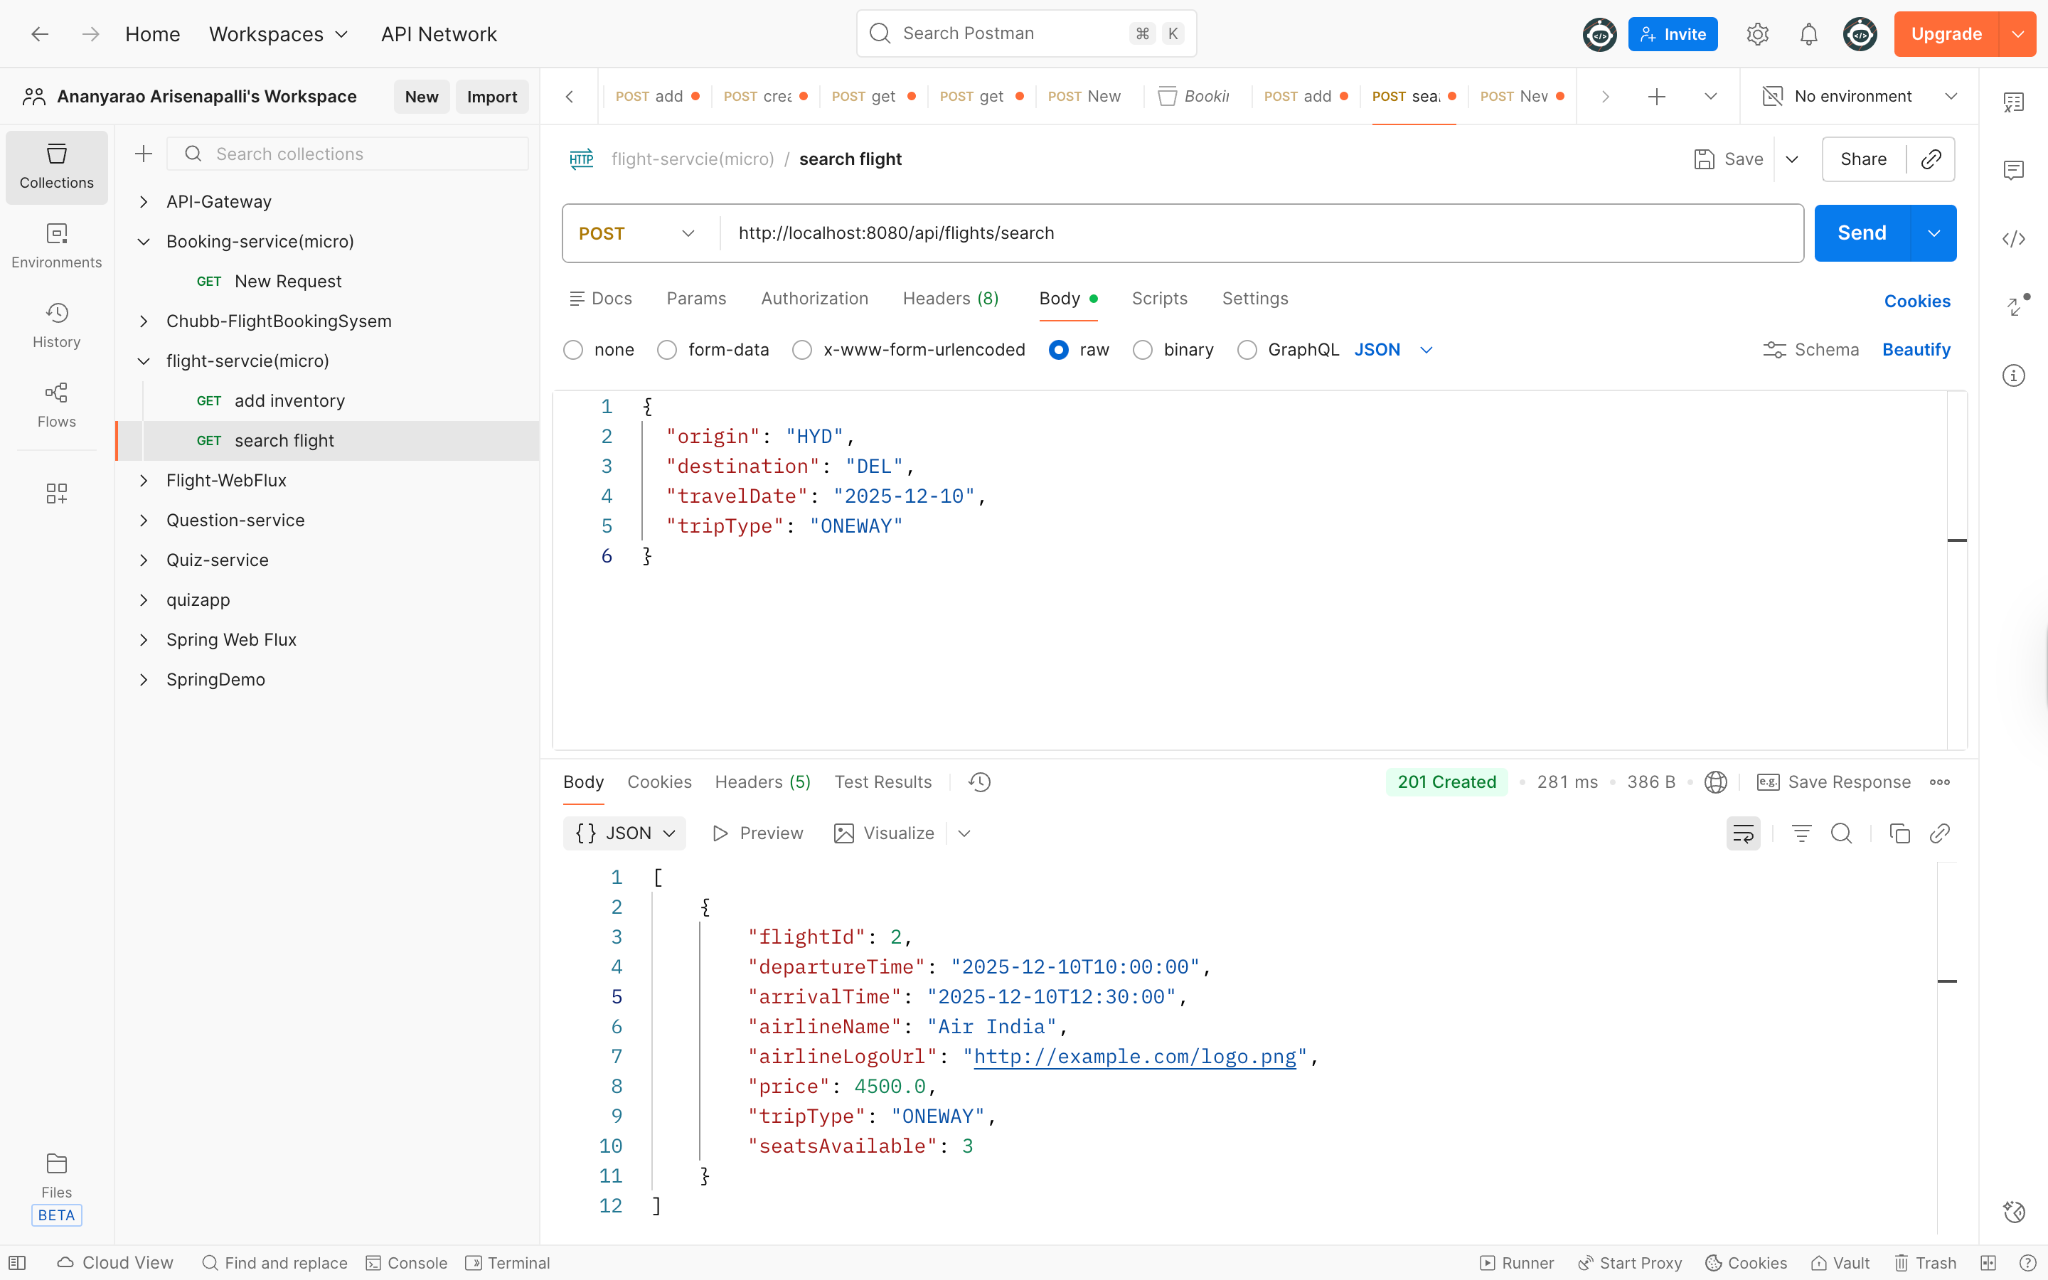 Home Workspaces API Network Search Postman ⌘ K Invite Upgrade
Ananyarao Arisenapalli's Workspace New Import
POST add POST crea POST get POST get POST New Bookin POST add POST sear POST New No environment
Collections
Environments
History
Flows
Files
BETA
Search collections
API-Gateway
Booking-service(micro)
GET New Request
Chubb-FlightBookingSysem
flight-servcie(micro)
GET add inventory
GET search flight
Flight-WebFlux
Question-service
Quiz-service
quizapp
Spring Web Flux
SpringDemo
HTTP flight-servcie(micro) / search flight Save Share
POST http://localhost:8080/api/flights/search Send
Docs Params Authorization Headers (8) Body Scripts Settings Cookies
none form-data x-www-form-urlencoded raw binary GraphQL JSON Schema Beautify
1 {
2 "origin": "HYD",
3 "destination": "DEL",
4 "travelDate": "2025-12-10",
5 "tripType": "ONEWAY"
6 }
Body Cookies Headers (5) Test Results 201 Created 281 ms 386 B e.g. Save Response
{} JSON Preview Visualize
1 [
2 {
3 "flightId": 2,
4 "departureTime": "2025-12-10T10:00:00",
5 "arrivalTime": "2025-12-10T12:30:00",
6 "airlineName": "Air India",
7 "airlineLogoUrl": "http://example.com/logo.png",
8 "price": 4500.0,
9 "tripType": "ONEWAY",
10 "seatsAvailable": 3
11 }
12 ]
Cloud View Find and replace Console Terminal Runner Start Proxy Cookies Vault Trash